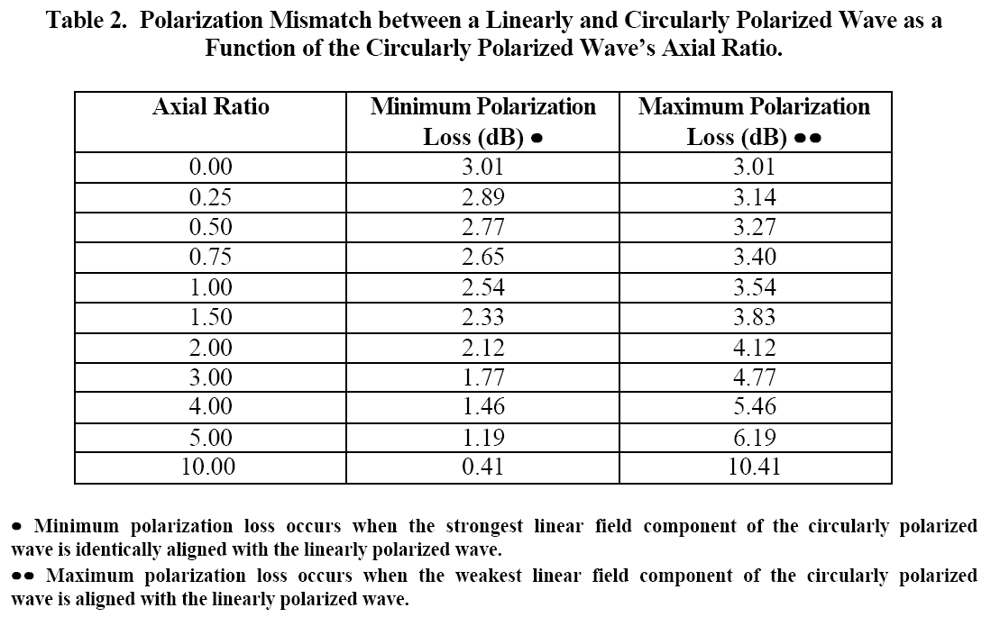 Table 2. Polarization Mismatch between a Linearly and Circularly Polarized Wave as a
Function of the Circularly Polarized Wave's Axial Ratio.
Axial Ratio Minimum Polarization Loss (dB) ● Maximum Polarization Loss (dB) ●●
0.00 3.01 3.01
0.25 2.89 3.14
0.50 2.77 3.27
0.75 2.65 3.40
1.00 2.54 3.54
1.50 2.33 3.83
2.00 2.12 4.12
3.00 1.77 4.77
4.00 1.46 5.46
5.00 1.19 6.19
10.00 0.41 10.41
● Minimum polarization loss occurs when the strongest linear field component of the circularly polarized
wave is identically aligned with the linearly polarized wave.
●● Maximum polarization loss occurs when the weakest linear field component of the circularly polarized
wave is aligned with the linearly polarized wave.